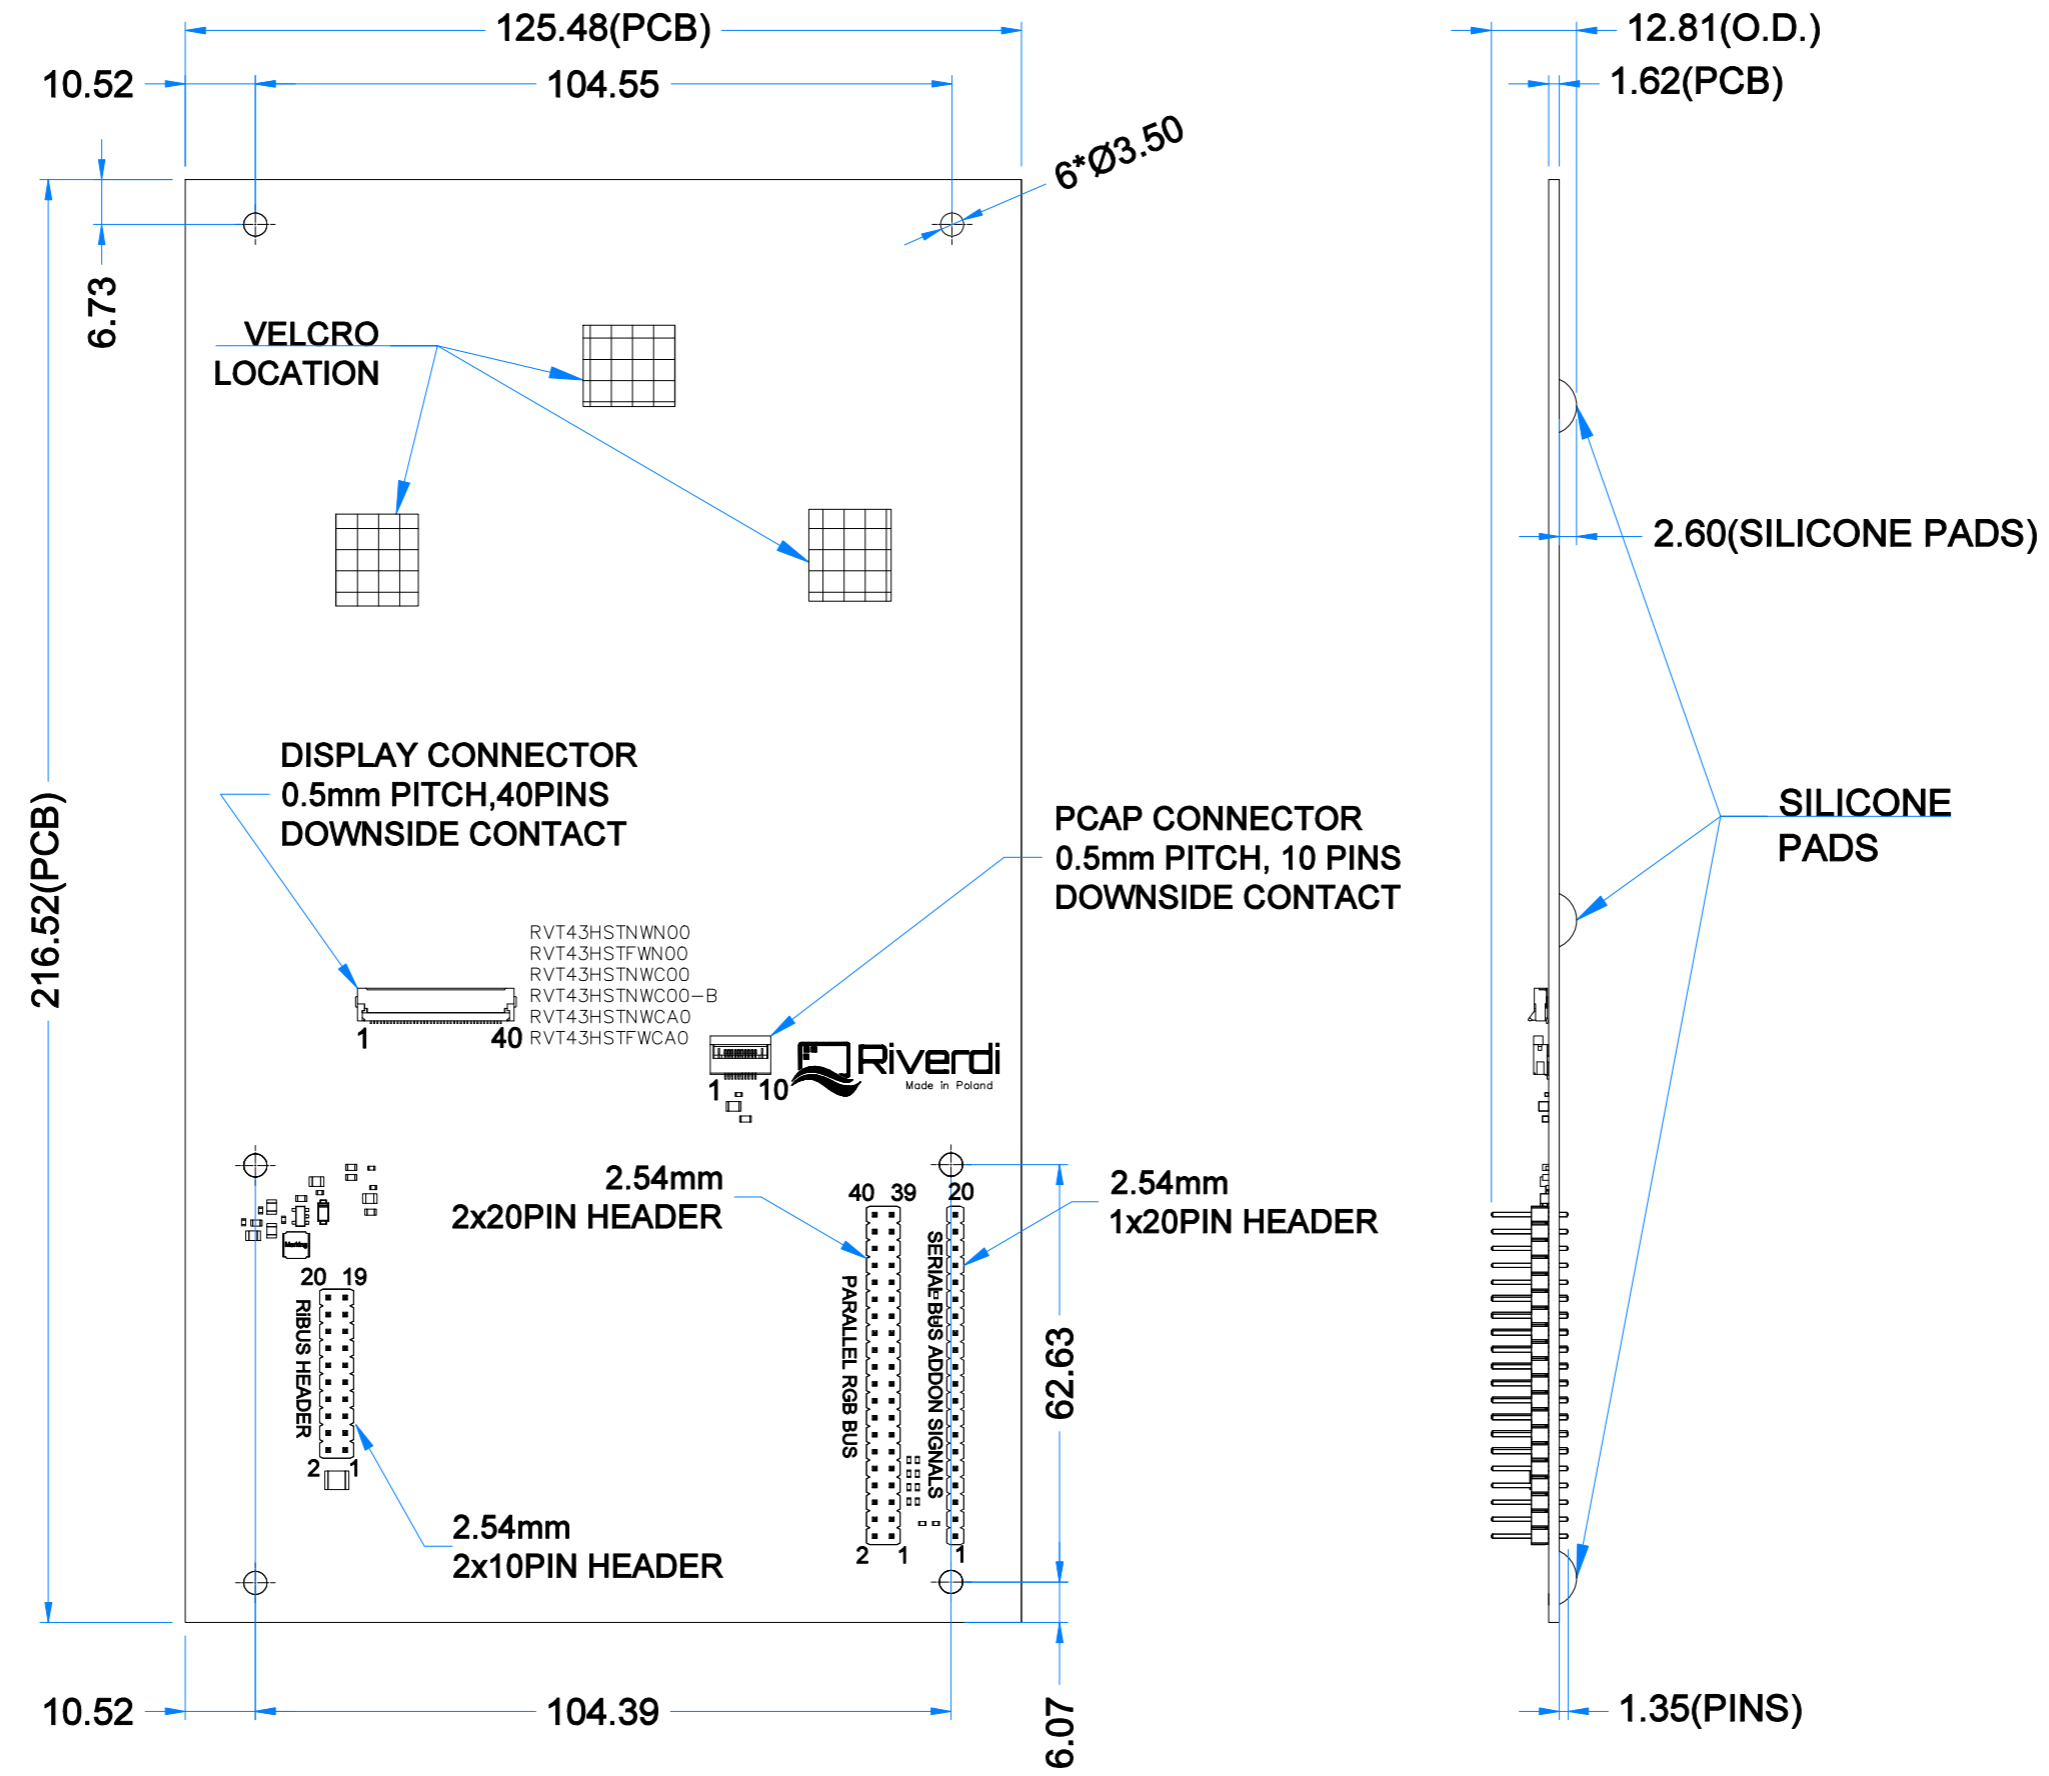 125.48(PCB)
12.81(O.D.)
10.52
104.55
1.62(PCB)
6*Ø3.50
6.73
VELCRO
LOCATION
2.60(SILICONE PADS)
DISPLAY CONNECTOR
0.5mm PITCH,40PINS
DOWNSIDE CONTACT
PCAP CONNECTOR
0.5mm PITCH, 10 PINS
DOWNSIDE CONTACT
SILICONE
PADS
216.52(PCB)
RVT43HSTNWN00
RVT43HSTFWN00
RVT43HSTNWC00
RVT43HSTNWC00-B
RVT43HSTNWCA0
RVT43HSTFWCA0
1
40
1
10
Riverdi
Made in Poland
2.54mm
2x20PIN HEADER
40
39
20
2.54mm
1x20PIN HEADER
20
19
RiBUS HEADER
PARALLEL RGB BUS
SERIAL BUS ADDON SIGNALS
62.63
2
1
2.54mm
2x10PIN HEADER
2
1
1
10.52
104.39
6.07
1.35(PINS)